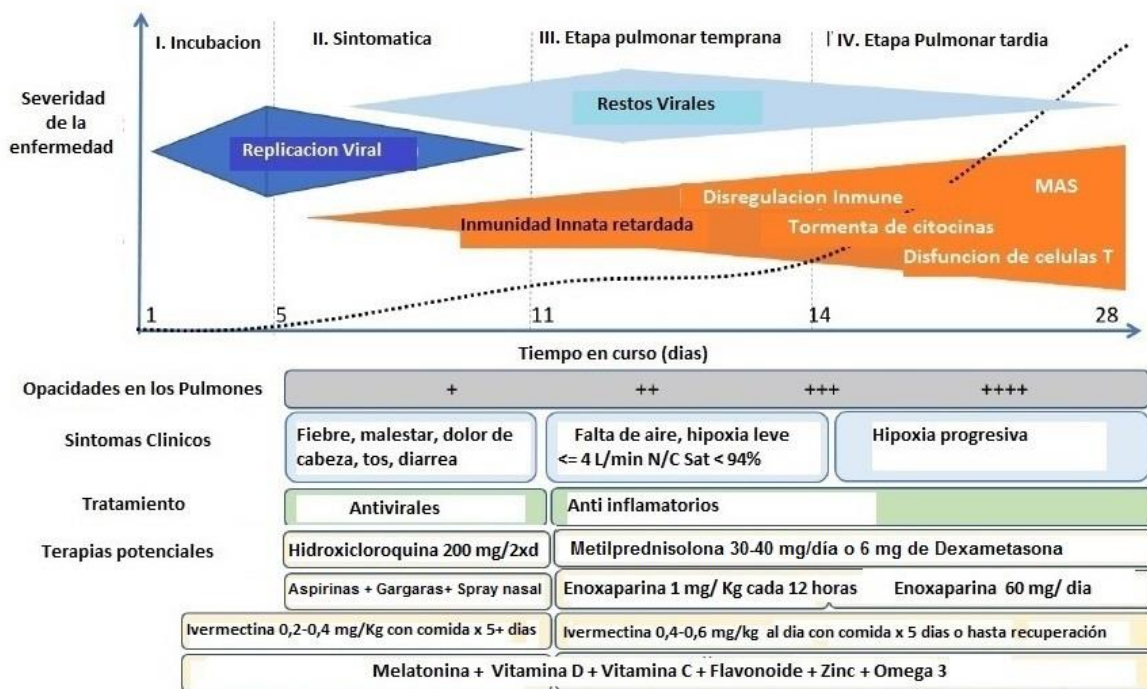 I. Incubacion
II. Sintomatica
III. Etapa pulmonar temprana
IV. Etapa Pulmonar tardia
Severidad
de la
enfermedad
Restos Virales
Replicacion Viral
MAS
Disregulacion Inmune
Inmunidad Innata retardada
Tormenta de citocinas
Disfuncion de celulas T
1
5
11
14
28
Tiempo en curso (dias)
Opacidades en los Pulmones
+
++
+++
++++
Sintomas Clinicos
Fiebre, malestar, dolor de
cabeza, tos, diarrea
Falta de aire, hipoxia leve
<= 4 L/min N/C Sat < 94%
Hipoxia progresiva
Tratamiento
Antivirales
Anti inflamatorios
Terapias potenciales
Hidroxicloroquina 200 mg/2xd
Metilprednisolona 30-40 mg/día o 6 mg de Dexametasona
Aspirinas + Gargaras+ Spray nasal
Enoxaparina 1 mg/ Kg cada 12 horas
Enoxaparina 60 mg/ dia
Ivermectina 0,2-0,4 mg/Kg con comida x 5+ dias
Ivermectina 0,4-0,6 mg/kg al dia con comida x 5 dias o hasta recuperación
Melatonina + Vitamina D + Vitamina C + Flavonoide + Zinc + Omega 3